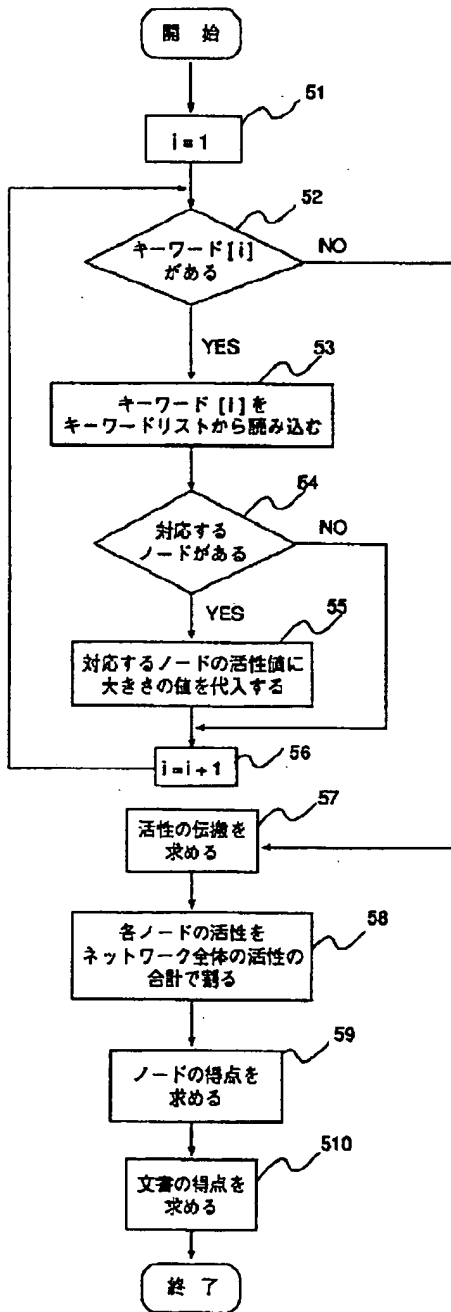 開 始
51
i = 1
52
キーワード [i]
がある
NO
YES
53
キーワード [i] を
キーワードリストから読み込む
54
対応する
ノードがある
NO
YES
55
対応するノードの活性値に
大きさの値を代入する
56
i = i + 1
57
活性の伝搬を
求める
58
各ノードの活性を
ネットワーク全体の活性の
合計で割る
59
ノードの得点を
求める
510
文書の得点を
求める
終 了